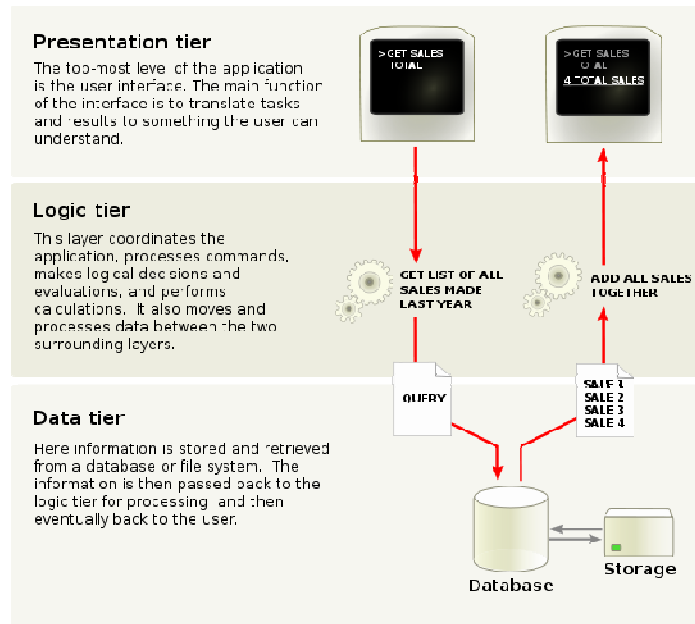 Presentation tier
The top-most level of the application
is the user interface. The main function
of the interface is to translate tasks
and results to something the user can
understand.
>GET SALES
TOTAL
>GET SALES
TOTAL
4 TOTAL SALES
Logic tier
This layer coordinates the
application, processes commands,
makes logical decisions and
evaluations, and performs
calculations. It also moves and
processes data between the two
surrounding layers.
GET LIST OF ALL
SALES MADE
LAST YEAR
ADD ALL SALES
TOGETHER
QUERY
SALE 1
SALE 2
SALE 3
SALE 4
Data tier
Here information is stored and retrieved
from a database or file system. The
information is then passed back to the
logic tier for processing, and then
eventually back to the user.
Database
Storage